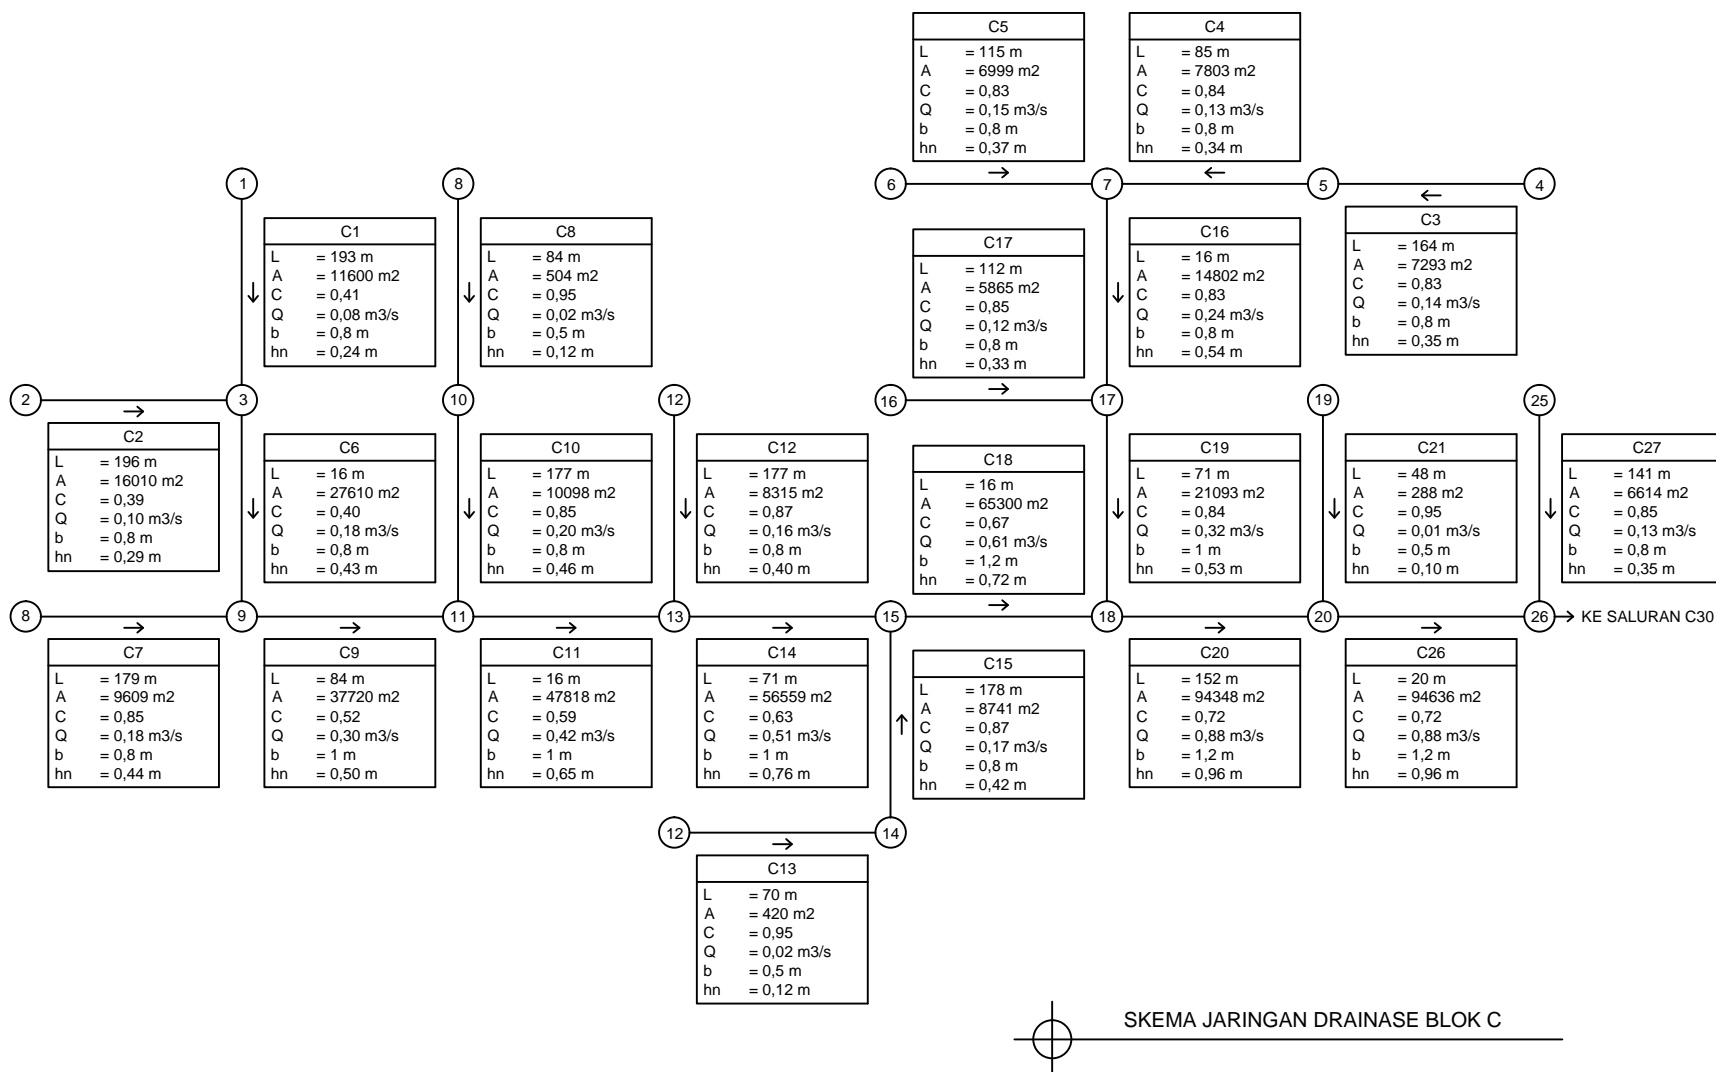 C5
L = 115 m
A = 6999 m2
C = 0,83
Q = 0,15 m3/s
b = 0,8 m
hn = 0,37 m
C4
L = 85 m
A = 7803 m2
C = 0,84
Q = 0,13 m3/s
b = 0,8 m
hn = 0,34 m
1
8
6
7
5
4
C1
L = 193 m
A = 11600 m2
C = 0,41
Q = 0,08 m3/s
b = 0,8 m
hn = 0,24 m
C8
L = 84 m
A = 504 m2
C = 0,95
Q = 0,02 m3/s
b = 0,5 m
hn = 0,12 m
C17
L = 112 m
A = 5865 m2
C = 0,85
Q = 0,12 m3/s
b = 0,8 m
hn = 0,33 m
C16
L = 16 m
A = 14802 m2
C = 0,83
Q = 0,24 m3/s
b = 0,8 m
hn = 0,54 m
C3
L = 164 m
A = 7293 m2
C = 0,83
Q = 0,14 m3/s
b = 0,8 m
hn = 0,35 m
2
3
10
12
16
17
19
25
C2
L = 196 m
A = 16010 m2
C = 0,39
Q = 0,10 m3/s
b = 0,8 m
hn = 0,29 m
C6
L = 16 m
A = 27610 m2
C = 0,40
Q = 0,18 m3/s
b = 0,8 m
hn = 0,43 m
C10
L = 177 m
A = 10098 m2
C = 0,85
Q = 0,20 m3/s
b = 0,8 m
hn = 0,46 m
C12
L = 177 m
A = 8315 m2
C = 0,87
Q = 0,16 m3/s
b = 0,8 m
hn = 0,40 m
C18
L = 16 m
A = 65300 m2
C = 0,67
Q = 0,61 m3/s
b = 1,2 m
hn = 0,72 m
C19
L = 71 m
A = 21093 m2
C = 0,84
Q = 0,32 m3/s
b = 1 m
hn = 0,53 m
C21
L = 48 m
A = 288 m2
C = 0,95
Q = 0,01 m3/s
b = 0,5 m
hn = 0,10 m
C27
L = 141 m
A = 6614 m2
C = 0,85
Q = 0,13 m3/s
b = 0,8 m
hn = 0,35 m
8
9
11
13
15
18
20
26
KE SALURAN C30
C7
L = 179 m
A = 9609 m2
C = 0,85
Q = 0,18 m3/s
b = 0,8 m
hn = 0,44 m
C9
L = 84 m
A = 37720 m2
C = 0,52
Q = 0,30 m3/s
b = 1 m
hn = 0,50 m
C11
L = 16 m
A = 47818 m2
C = 0,59
Q = 0,42 m3/s
b = 1 m
hn = 0,65 m
C14
L = 71 m
A = 56559 m2
C = 0,63
Q = 0,51 m3/s
b = 1 m
hn = 0,76 m
C15
L = 178 m
A = 8741 m2
C = 0,87
Q = 0,17 m3/s
b = 0,8 m
hn = 0,42 m
C20
L = 152 m
A = 94348 m2
C = 0,72
Q = 0,88 m3/s
b = 1,2 m
hn = 0,96 m
C26
L = 20 m
A = 94636 m2
C = 0,72
Q = 0,88 m3/s
b = 1,2 m
hn = 0,96 m
12
14
C13
L = 70 m
A = 420 m2
C = 0,95
Q = 0,02 m3/s
b = 0,5 m
hn = 0,12 m
SKEMA JARINGAN DRAINASE BLOK C